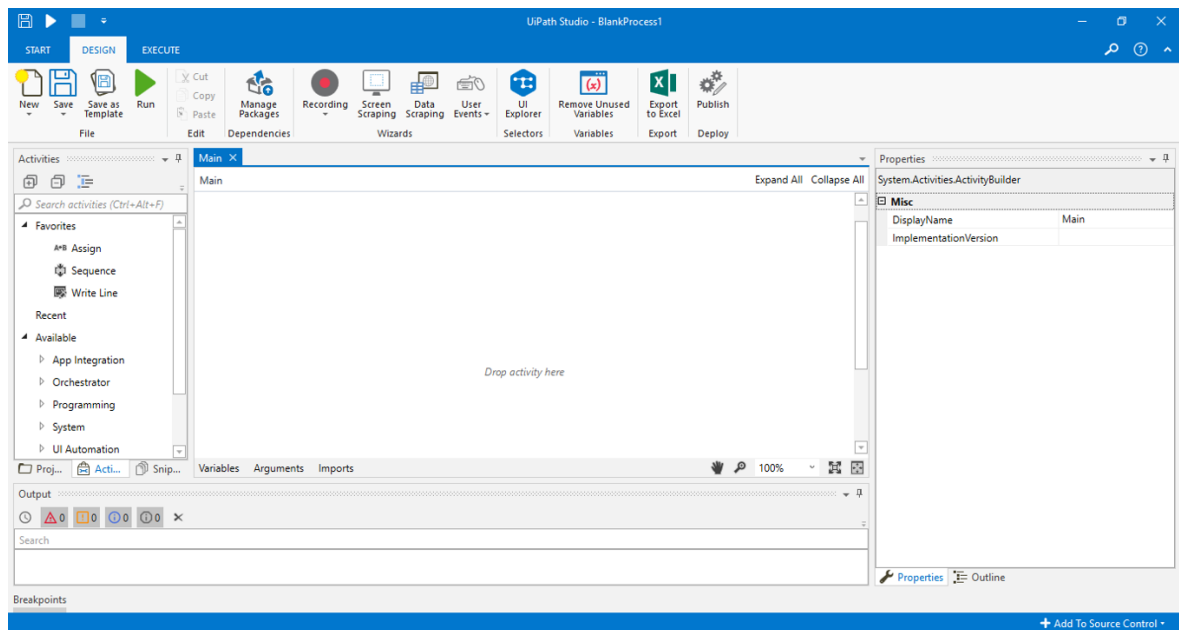 UiPath Studio - BlankProcess1
START DESIGN EXECUTE
New Save Save as Template Run
Cut
Copy
Paste
Manage Packages
Recording
Screen Scraping
Data Scraping
User Events
UI Explorer
Remove Unused Variables
Export to Excel
Publish
File Edit Dependencies Wizards Selectors Variables Export Deploy
Activities
Search activities (Ctrl+Alt+F)
Favorites
A*B Assign
Sequence
Write Line
Recent
Available
App Integration
Orchestrator
Programming
System
UI Automation
Proj... Acti... Snip...
Main
Main Expand All Collapse All
Drop activity here
Variables Arguments Imports 100%
Properties
System.Activities.ActivityBuilder
Misc
DisplayName Main
ImplementationVersion
Properties Outline
Output
0 0 0 0
Search
Breakpoints
Add To Source Control